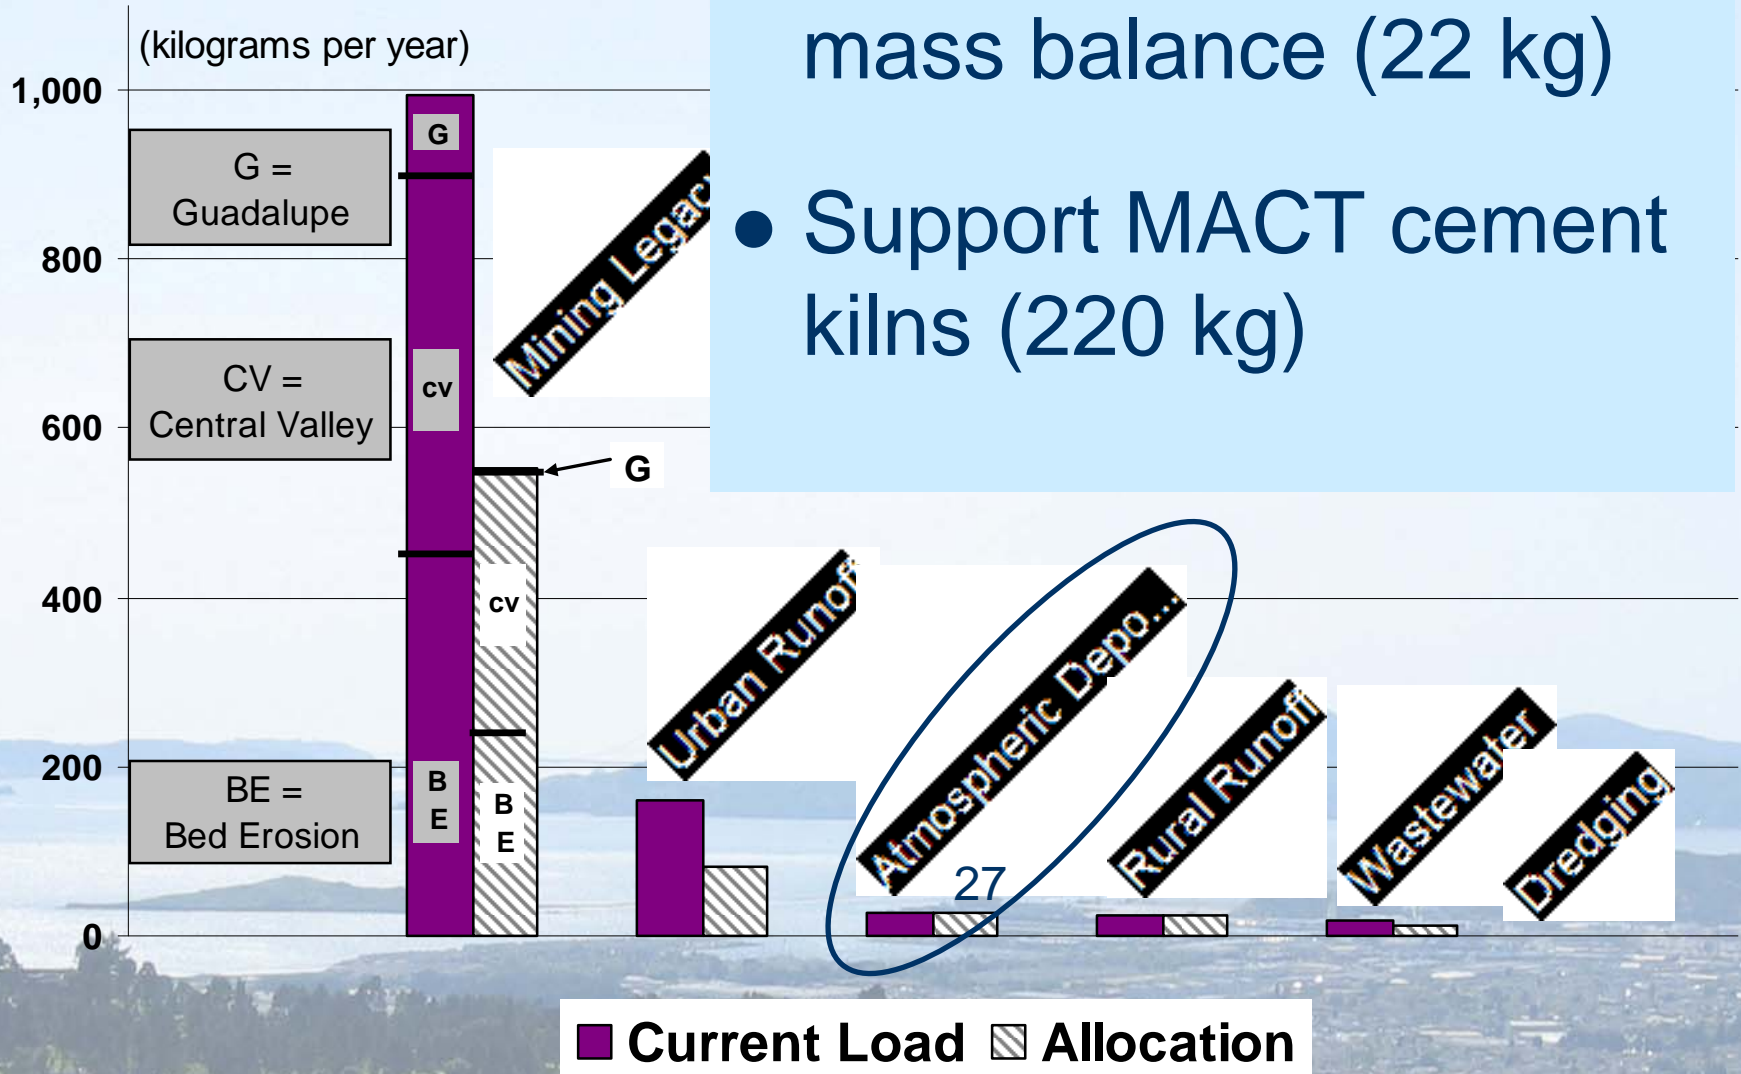 (kilograms per year)
mass balance (22 kg)
• Support MACT cement
kilns (220 kg)
1,000
800
600
400
200
0
G =
Guadalupe
CV =
Central Valley
BE =
Bed Erosion
G
cv
B
E
G
cv
B
E
Mining Legacy
Urban Runoff
Atmospheric Depo...
27
Rural Runoff
Wastewater
Dredging
Current Load
Allocation